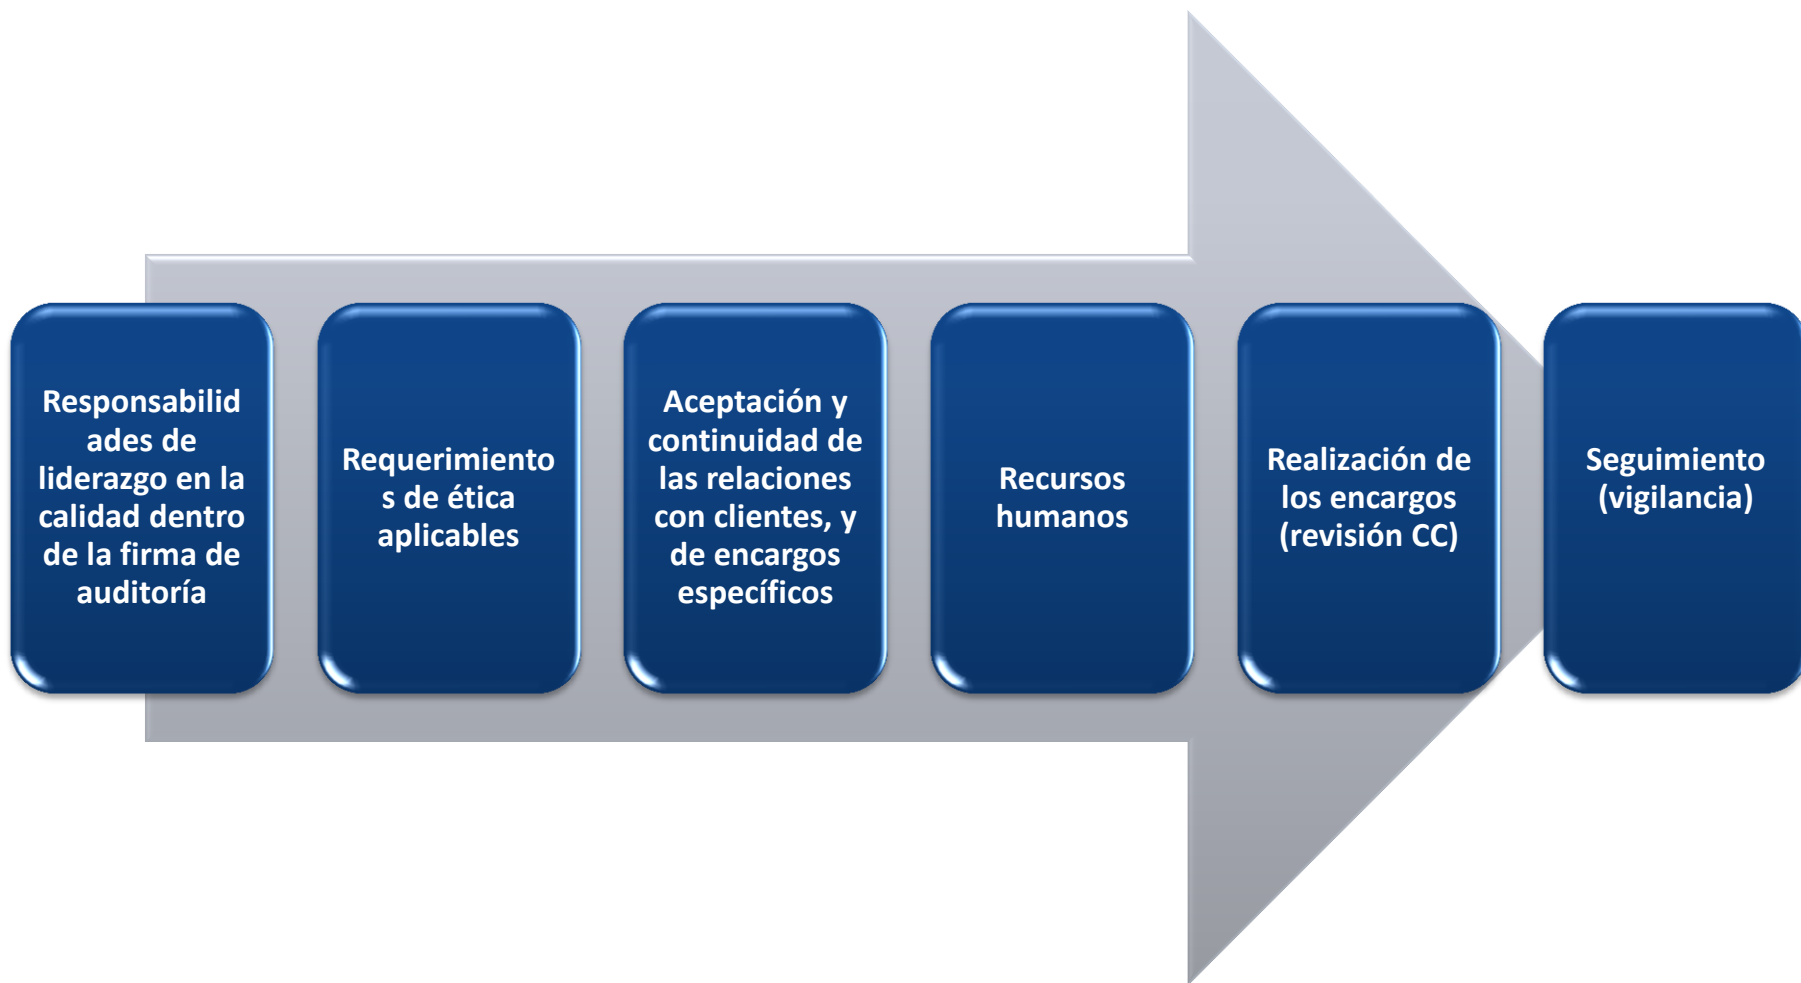 Responsabilid
ades de
liderazgo en la
calidad dentro
de la firma de
auditoría
Requerimiento
s de ética
aplicables
Aceptación y
continuidad de
las relaciones
con clientes, y
de encargos
específicos
Recursos
humanos
Realización de
los encargos
(revisión CC)
Seguimiento
(vigilancia)